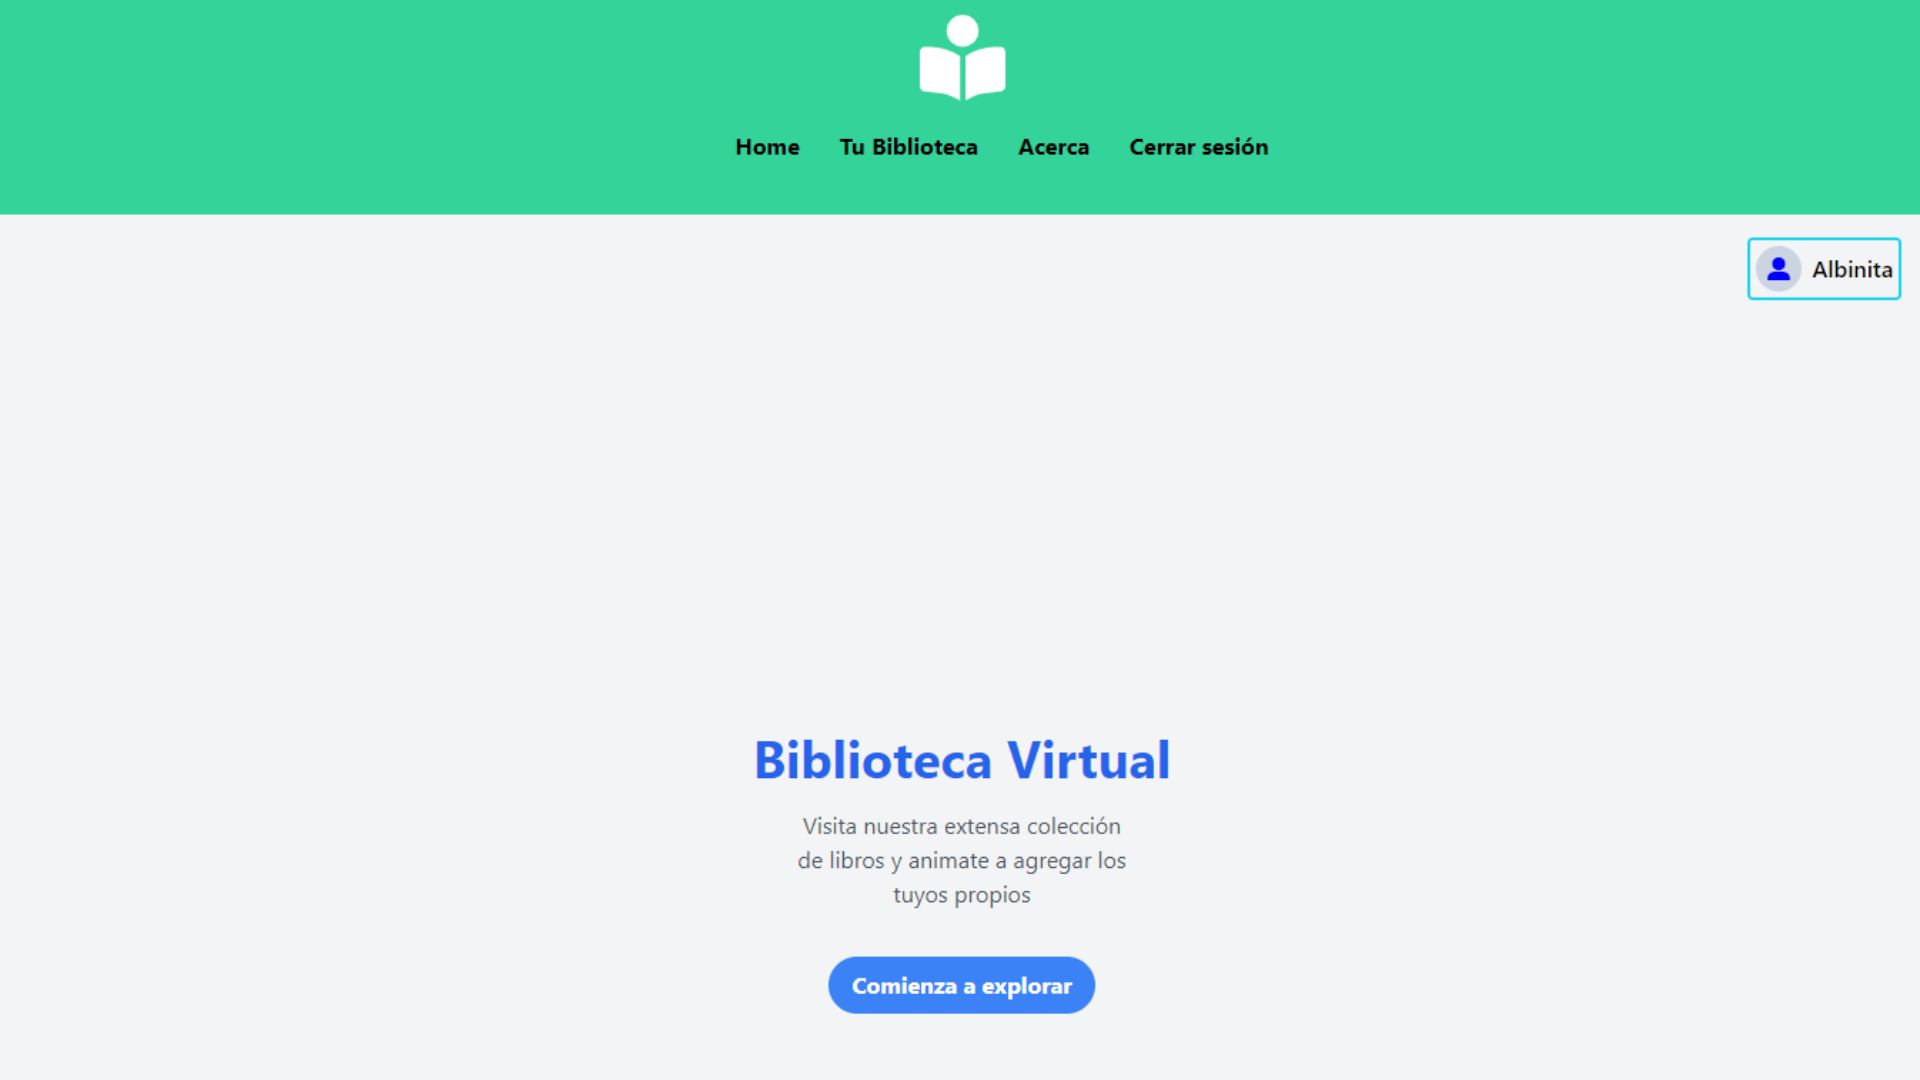 Home Tu Biblioteca Acerca Cerrar sesión
Albinita
Biblioteca Virtual
Visita nuestra extensa colección
de libros y animate a agregar los
tuyos propios
Comienza a explorar